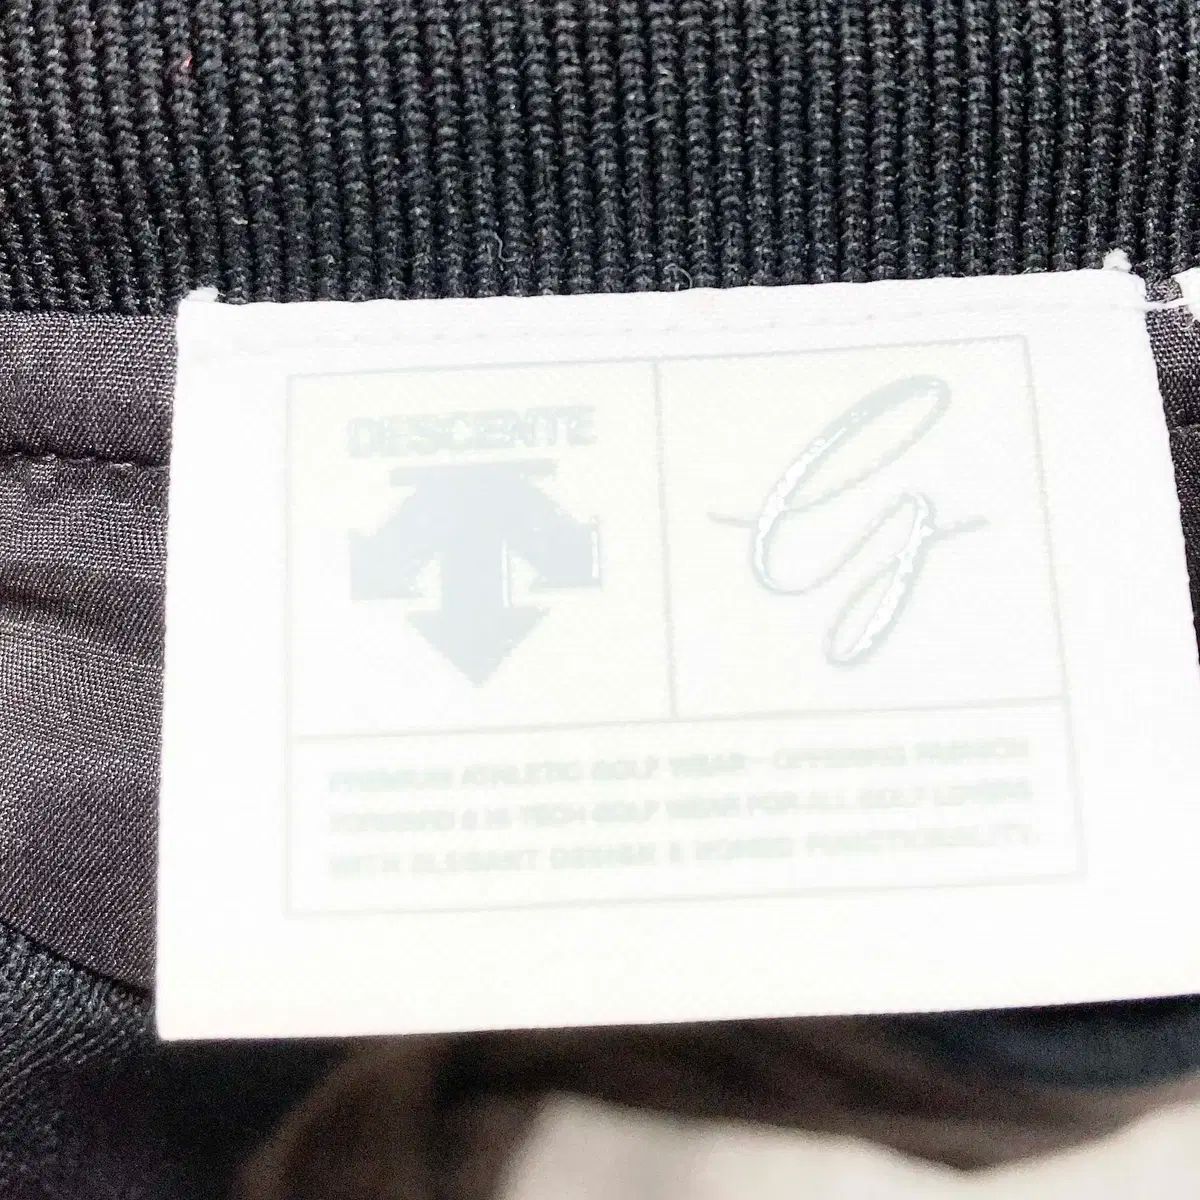 DESCENTE
G
PREMIUM ATHLETIC GOLF WEAR - OFFERING FASHION
FORWARD & HI-TECH GOLF WEAR FOR ALL GOLF LOVERS
WITH ELEGANT DESIGN & FUNCTIONALITY.